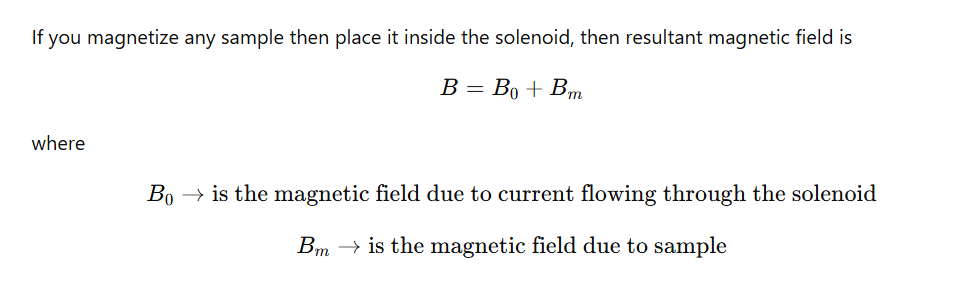 If you magnetize any sample then place it inside the solenoid, then resultant magnetic field is
B = B₀ + Bₘ
where
B₀ → is the magnetic field due to current flowing through the solenoid
Bₘ → is the magnetic field due to sample